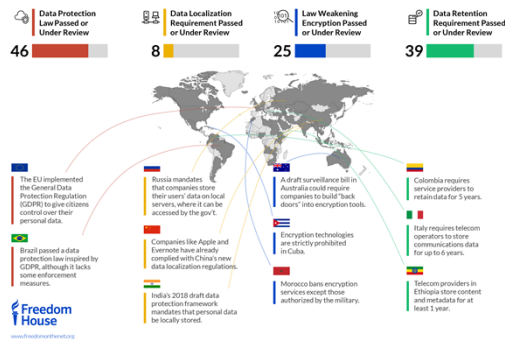 Data Protection
Law Passed or
Under Review
46
Data Localization
Requirement Passed
or Under Review
8
Law Weakening
Encryption Passed
or Under Review
25
Data Retention
Requirement Passed
or Under Review
39
The EU implemented
the General Data
Protection Regulation
(GDPR) to give citizens
control over their
personal data.
Brazil passed a data
protection law inspired by
GDPR, although it lacks
some enforcement
measures.
Russia mandates
that companies store
their users' data on local
servers, where it can be
accessed by the gov't.
Companies like Apple and
Evernote have already
complied with China's new
data localization regulations.
India's 2018 draft data
protection framework
mandates that personal data
be locally stored.
A draft surveillance bill in
Australia could require
companies to build "back
doors" into encryption tools.
Encryption technologies
are strictly prohibited
in Cuba.
Morocco bans encryption
services except those
authorized by the military.
Colombia requires
service providers to
retain data for 5 years.
Italy requires telecom
operators to store
communications data
for up to 6 years.
Telecom providers in
Ethiopia store content
and metadata for at
least 1 year.
Freedom
House
www.freedomonthenet.org